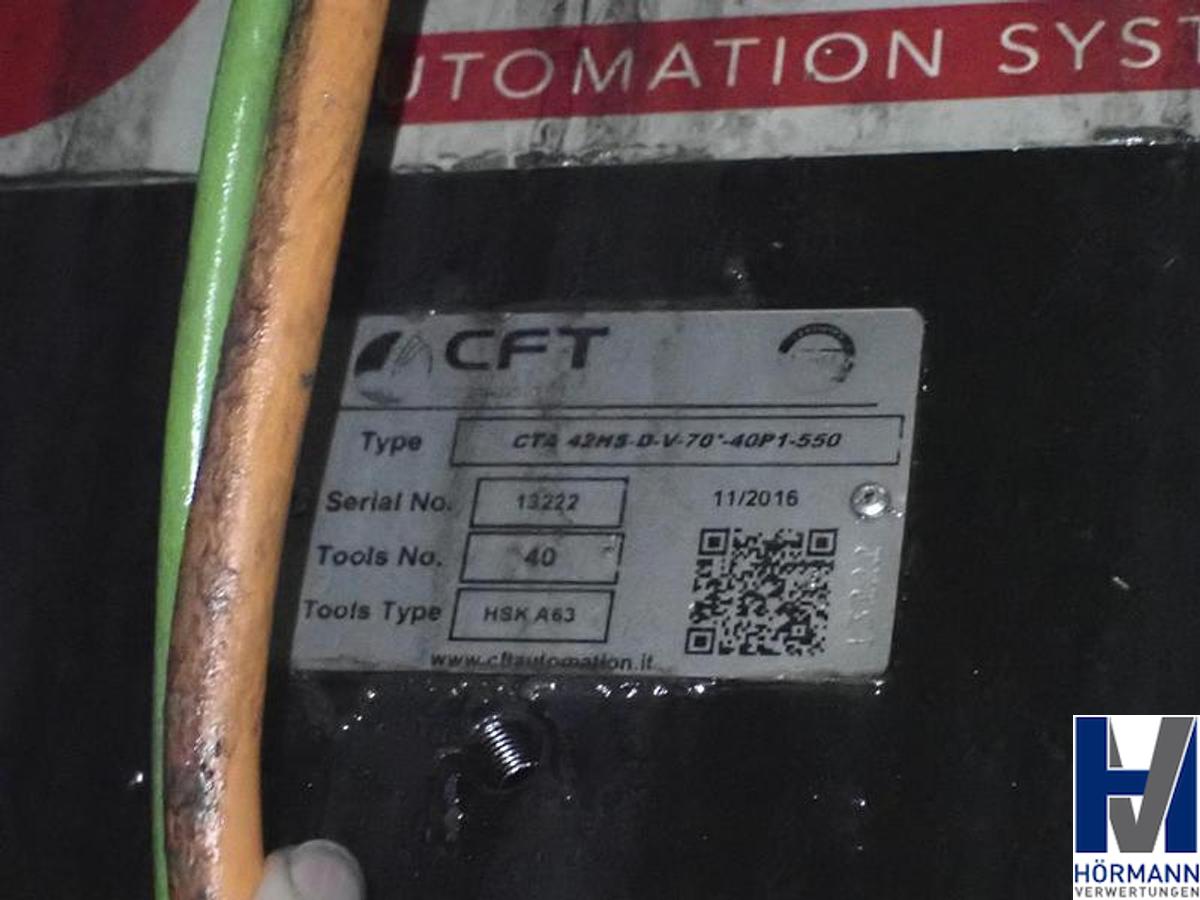 UTOMATION SYST
CFT
Type CTA 42HS-D-V-70°-40P1-550
Serial No. 13222 11/2016
Tools No. 40
Tools Type HSK A63
www.cftautomation.it
HÖRMANN
VERWERTUNGEN